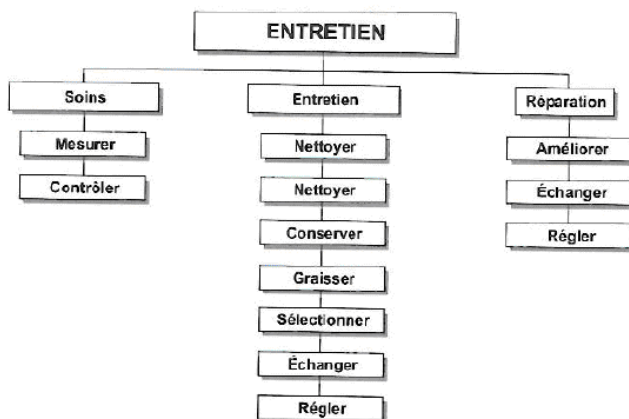 ENTRETIEN
Soins
Mesurer
Contrôler
Entretien
Nettoyer
Nettoyer
Conserver
Graisser
Sélectionner
Échanger
Régler
Réparation
Améliorer
Échanger
Régler